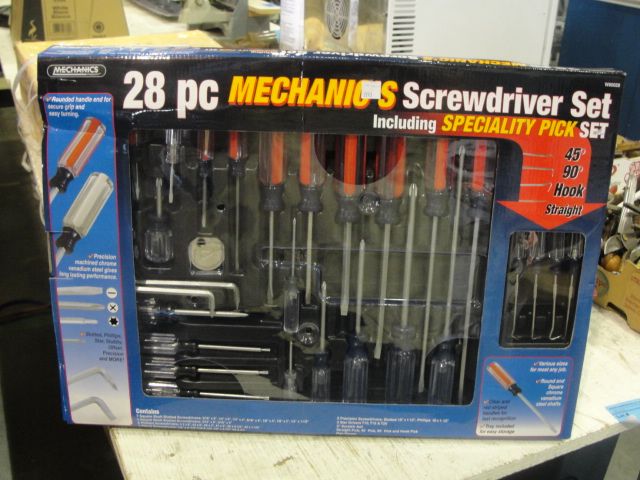 MECHANICS
28 pc MECHANIC'S Screwdriver Set
Including SPECIALITY PICK SET
45°
90°
Hook
Straight
✓ Rounded handle end for
secure grip and
easy turning.
✓ Precision
machined chrome
vanadium steel gives
long lasting performance.
✓ Slotted, Phillips,
Star, Stubby,
Offset,
Precision
and MORE!
✓ Various sizes
for most any job.
✓ Round and
Square
chrome
vanadium
steel shafts.
✓ Clear and
red striped
handles for
fast recognition
✓ Tray included
for easy storage
Contains